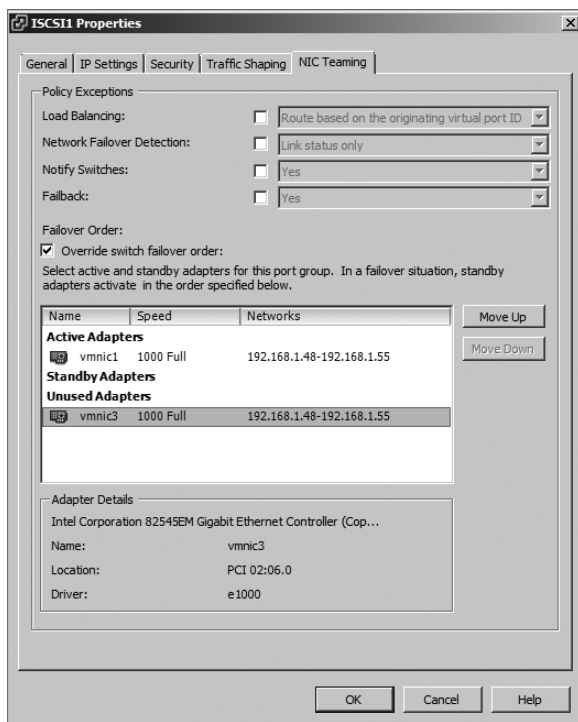 ISCSI1 Properties
General IP Settings Security Traffic Shaping NIC Teaming
Policy Exceptions
Load Balancing: Route based on the originating virtual port ID
Network Failover Detection: Link status only
Notify Switches: Yes
Failback: Yes
Failover Order:
Override switch failover order:
Select active and standby adapters for this port group. In a failover situation, standby
adapters activate in the order specified below.
Name Speed Networks Move Up
Active Adapters
vmnic1 1000 Full 192.168.1.48-192.168.1.55 Move Down
Standby Adapters
Unused Adapters
vmnic3 1000 Full 192.168.1.48-192.168.1.55
Adapter Details
Intel Corporation 82545EM Gigabit Ethernet Controller (Cop...
Name: vmnic3
Location: PCI 02:06.0
Driver: e1000
OK Cancel Help